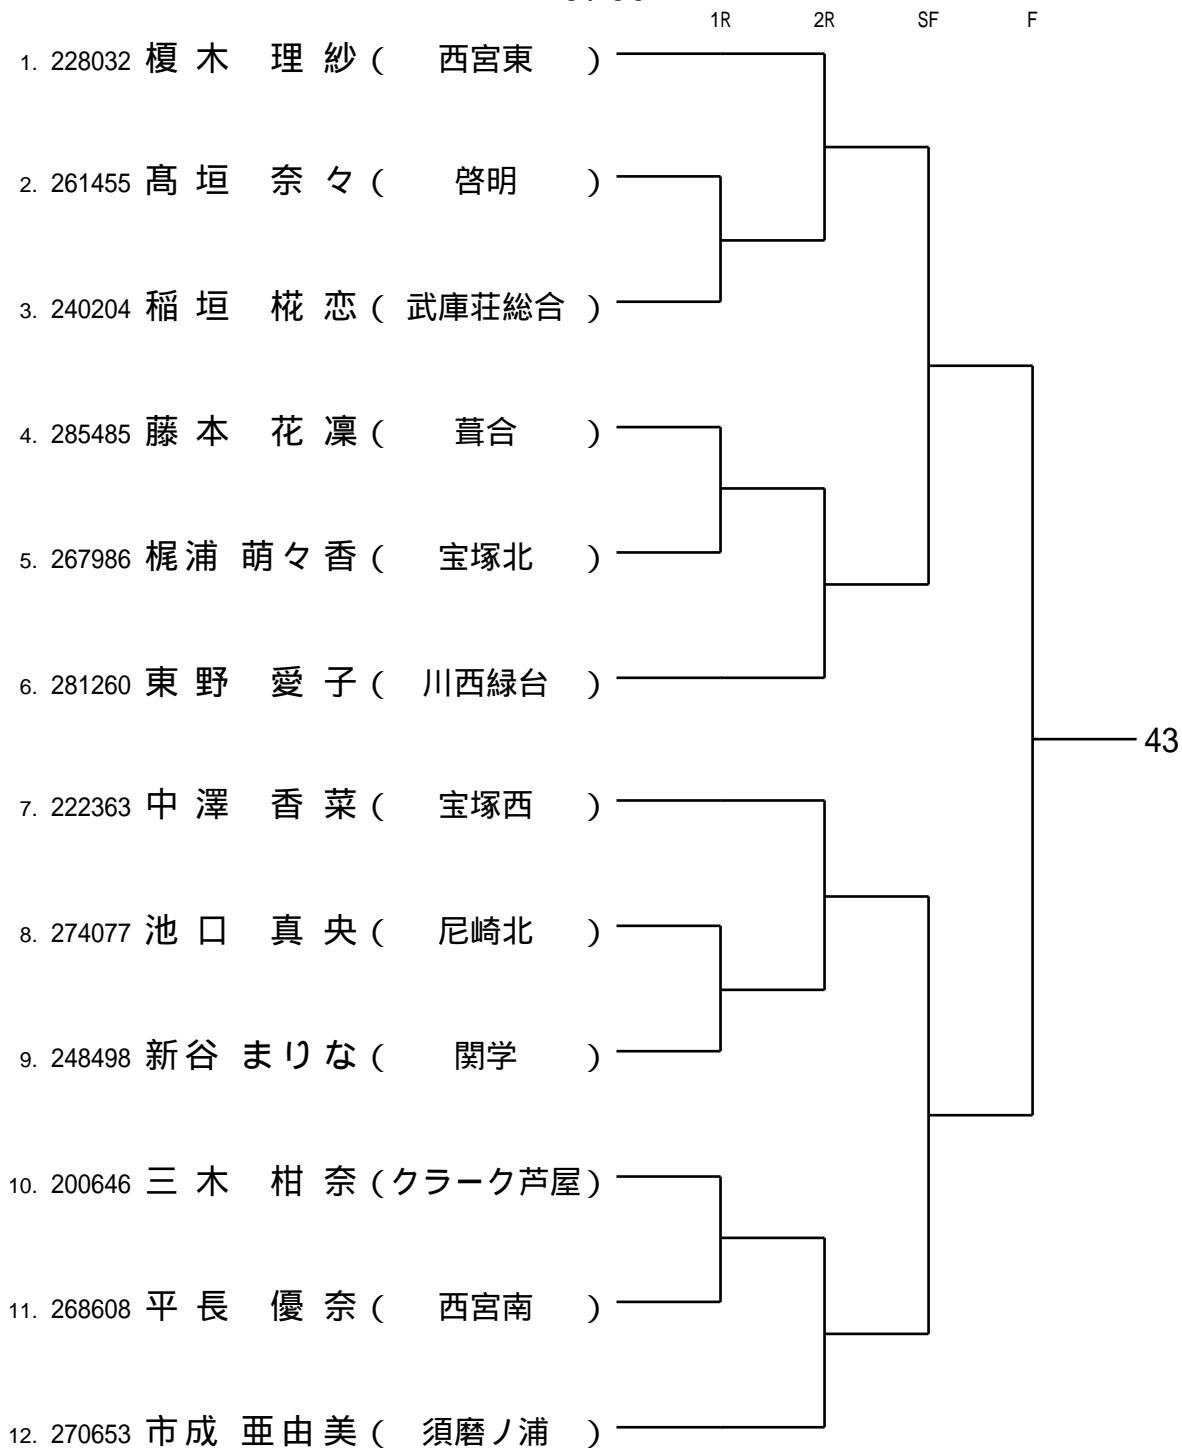 1R 2R SF F
1. 228032 榎木 理紗 ( 西宮東 )
2. 261455 髙垣 奈々 ( 啓明 )
3. 240204 稲垣 椛恋 ( 武庫荘総合 )
4. 285485 藤本 花凜 ( 葺合 )
5. 267986 梶浦 萌々香 ( 宝塚北 )
6. 281260 東野 愛子 ( 川西緑台 )
43
7. 222363 中澤 香菜 ( 宝塚西 )
8. 274077 池口 真央 ( 尼崎北 )
9. 248498 新谷 まりな ( 関学 )
10. 200646 三木 柑奈 (クラーク芦屋)
11. 268608 平長 優奈 ( 西宮南 )
12. 270653 市成 亜由美 ( 須磨ノ浦 )